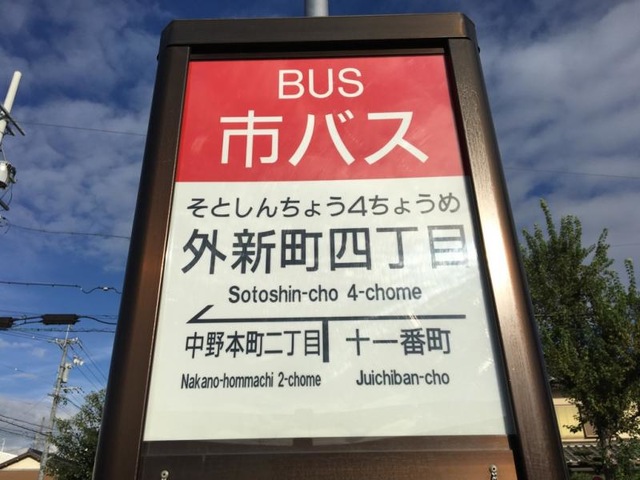 BUS
市バス
そとしんちょう4ちょうめ
外新町四丁目
Sotoshin-cho 4-chome
中野本町二丁目 十一番町
Nakano-hommachi 2-chome Juichiban-cho